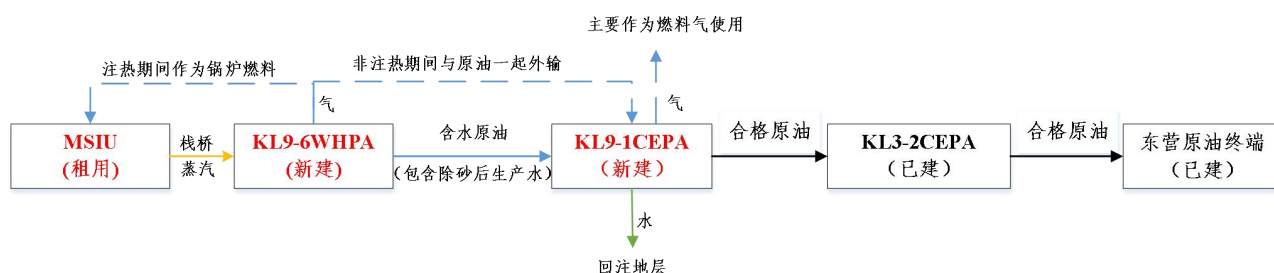 主要作为燃料气使用
注热期间作为锅炉燃料
非注热期间与原油一起外输
气
气
MSIU
(租用)
栈桥
蒸汽
KL9-6WHPA
(新建)
含水原油
(包含除砂后生产水)
KL9-1CEPA
(新建)
合格原油
KL3-2CEPA
(已建)
合格原油
东营原油终端
(已建)
水
回注地层